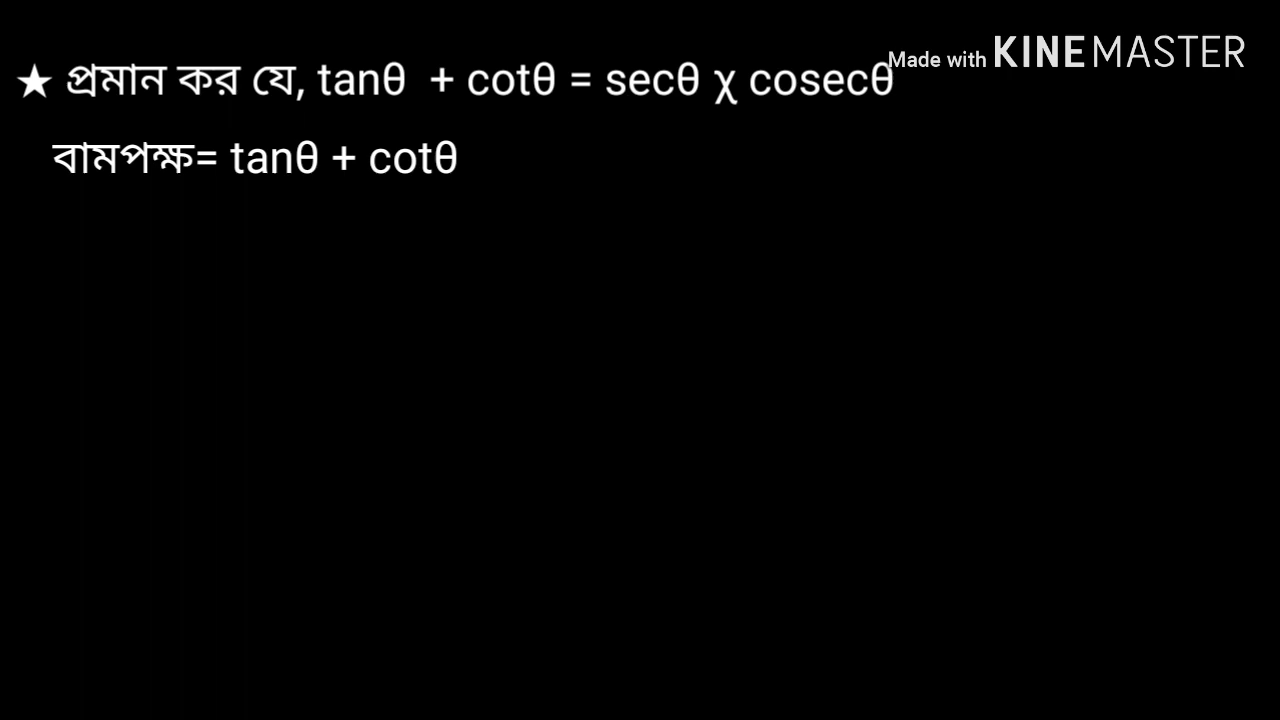 Made with KINEMASTER
★ প্রমান কর যে, tanθ + cotθ = secθ χ cosecθ
বামপক্ষ= tanθ + cotθ